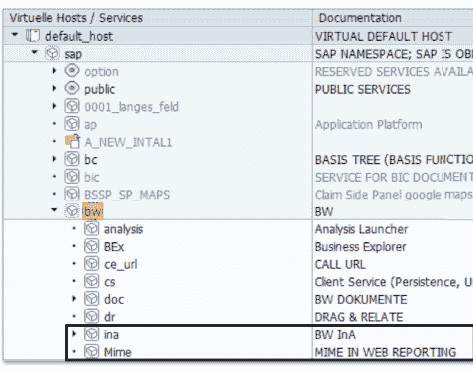 Virtuelle Hosts / Services Documentation
default_host VIRTUAL DEFAULT HOST
sap SAP NAMESPACE; SAP IS OBL
option RESERVED SERVICES AVAILA
public PUBLIC SERVICES
0001_langes_feld
ap Application Platform
A_NEW_INTAL1
bc BASIS TREE (BASIS FUNCTIO
bic SERVICE FOR BIC DOCUMENT
BSSP_SP_MAPS Claim Side Panel google maps
bw BW
analysis Analysis Launcher
BEx Business Explorer
ce_url CALL URL
cs Client Service (Persistence, U
doc BW DOKUMENTE
dr DRAG & RELATE
ina BW InA
Mime MIME IN WEB REPORTING